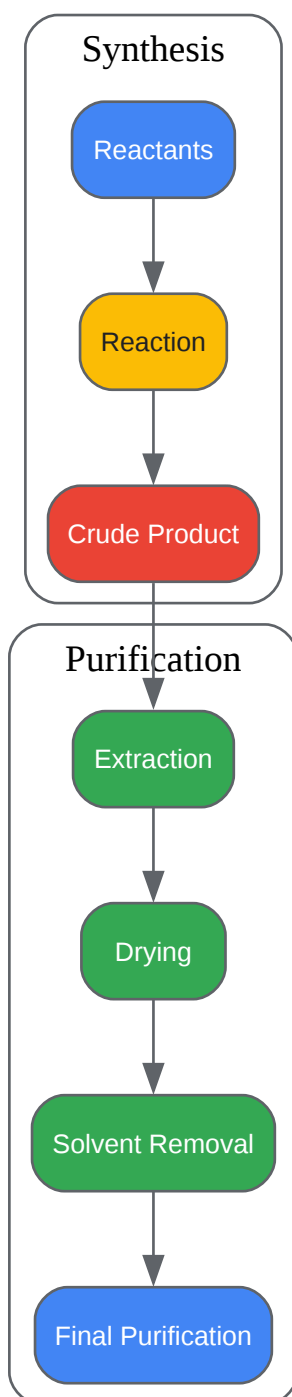 Synthesis
Reactants
Reaction
Crude Product
Purification
Extraction
Drying
Solvent Removal
Final Purification